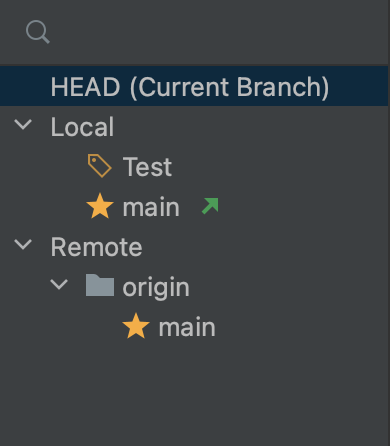 HEAD (Current Branch)
Local
Test
main
Remote
origin
main